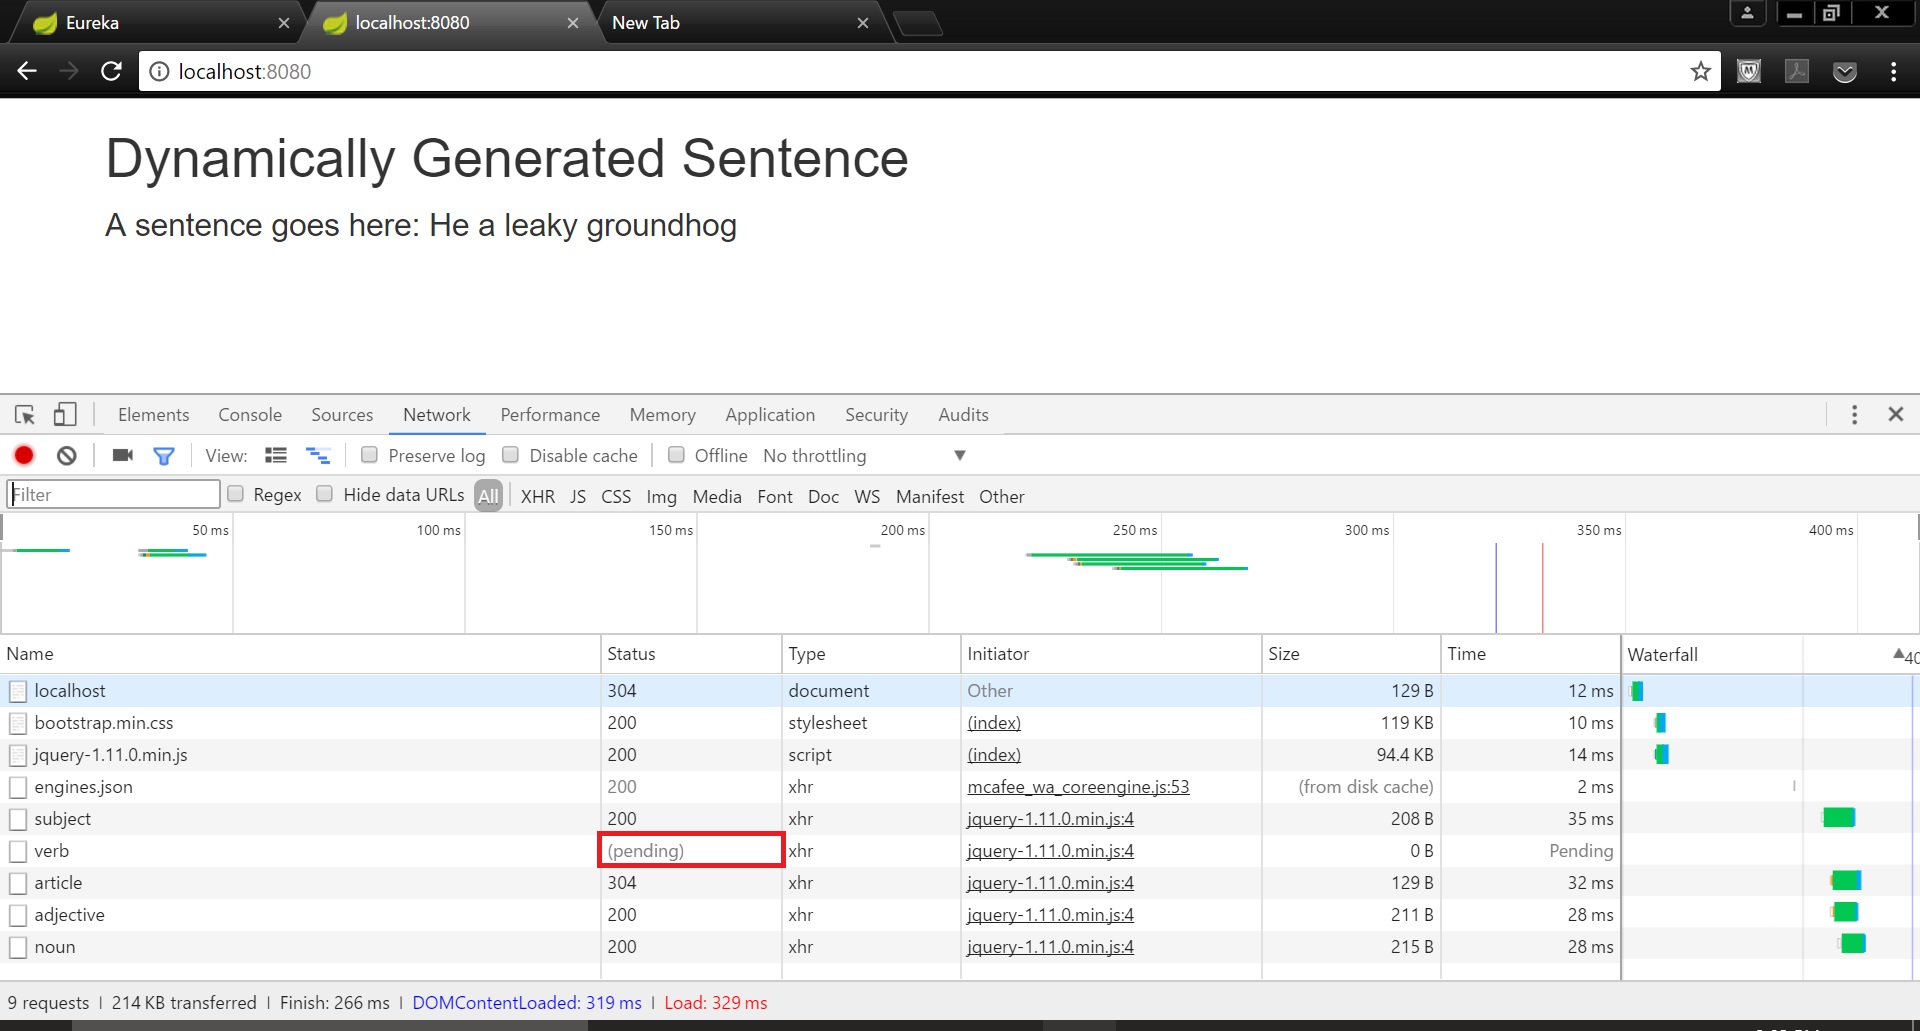 Eureka localhost:8080 New Tab
localhost:8080
Dynamically Generated Sentence
A sentence goes here: He a leaky groundhog
Elements Console Sources Network Performance Memory Application Security Audits
View: Preserve log Disable cache Offline No throttling
Filter Regex Hide data URLs All XHR JS CSS Img Media Font Doc WS Manifest Other
50 ms 100 ms 150 ms 200 ms 250 ms 300 ms 350 ms 400 ms
Name Status Type Initiator Size Time Waterfall 40
localhost 304 document Other 129 B 12 ms
bootstrap.min.css 200 stylesheet (index) 119 KB 10 ms
jquery-1.11.0.min.js 200 script (index) 94.4 KB 14 ms
engines.json 200 xhr mcafee_wa_coreengine.js:53 (from disk cache) 2 ms
subject 200 xhr jquery-1.11.0.min.js:4 208 B 35 ms
verb (pending) xhr jquery-1.11.0.min.js:4 0 B Pending
article 304 xhr jquery-1.11.0.min.js:4 129 B 32 ms
adjective 200 xhr jquery-1.11.0.min.js:4 211 B 28 ms
noun 200 xhr jquery-1.11.0.min.js:4 215 B 28 ms
9 requests | 214 KB transferred | Finish: 266 ms | DOMContentLoaded: 319 ms | Load: 329 ms